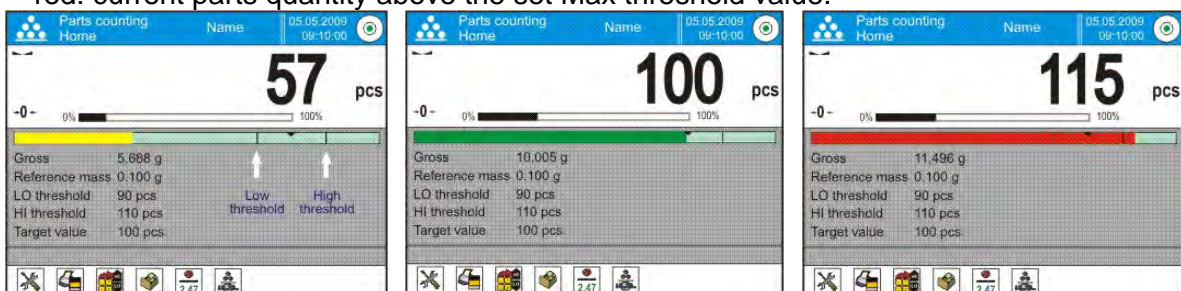 red: current parts quantity above the set Max threshold value.
Parts counting Name 05.05.2009
Home 09:10:00
57 pcs
-0- 0% 100%
Gross 5.688 g
Reference mass 0.100 g
LO threshold 90 pcs
HI threshold 110 pcs
Target value 100 pcs
Low threshold
High threshold
2,47
Parts counting Name 05.05.2009
Home 09:10:00
100 pcs
-0- 0% 100%
Gross 10,005 g
Reference mass 0.100 g
LO threshold 90 pcs
HI threshold 110 pcs
Target value 100 pcs
2,47
Parts counting Name 05.05.2009
Home 09:10:00
115 pcs
-0- 0% 100%
Gross 11,496 g
Reference mass 0.100 g
LO threshold 90 pcs
HI threshold 110 pcs
Target value 100 pcs
2,47